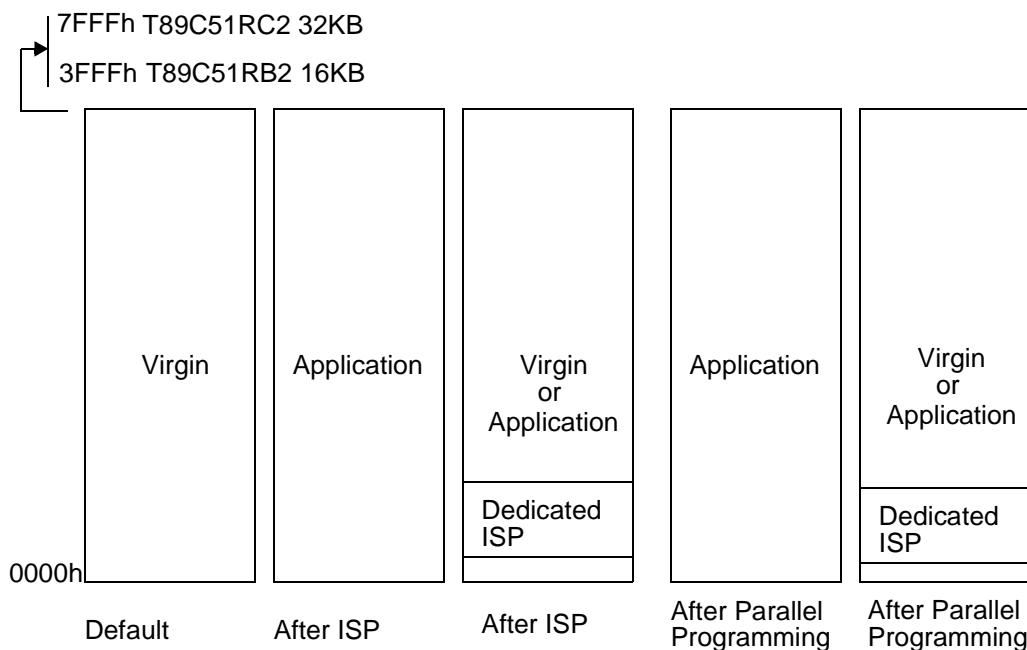 7FFFh T89C51RC2 32KB
3FFFh T89C51RB2 16KB
Virgin
Application
Virgin
or
Application
Dedicated
ISP
Application
Virgin
or
Application
Dedicated
ISP
0000h
Default
After ISP
After ISP
After Parallel
Programming
After Parallel
Programming